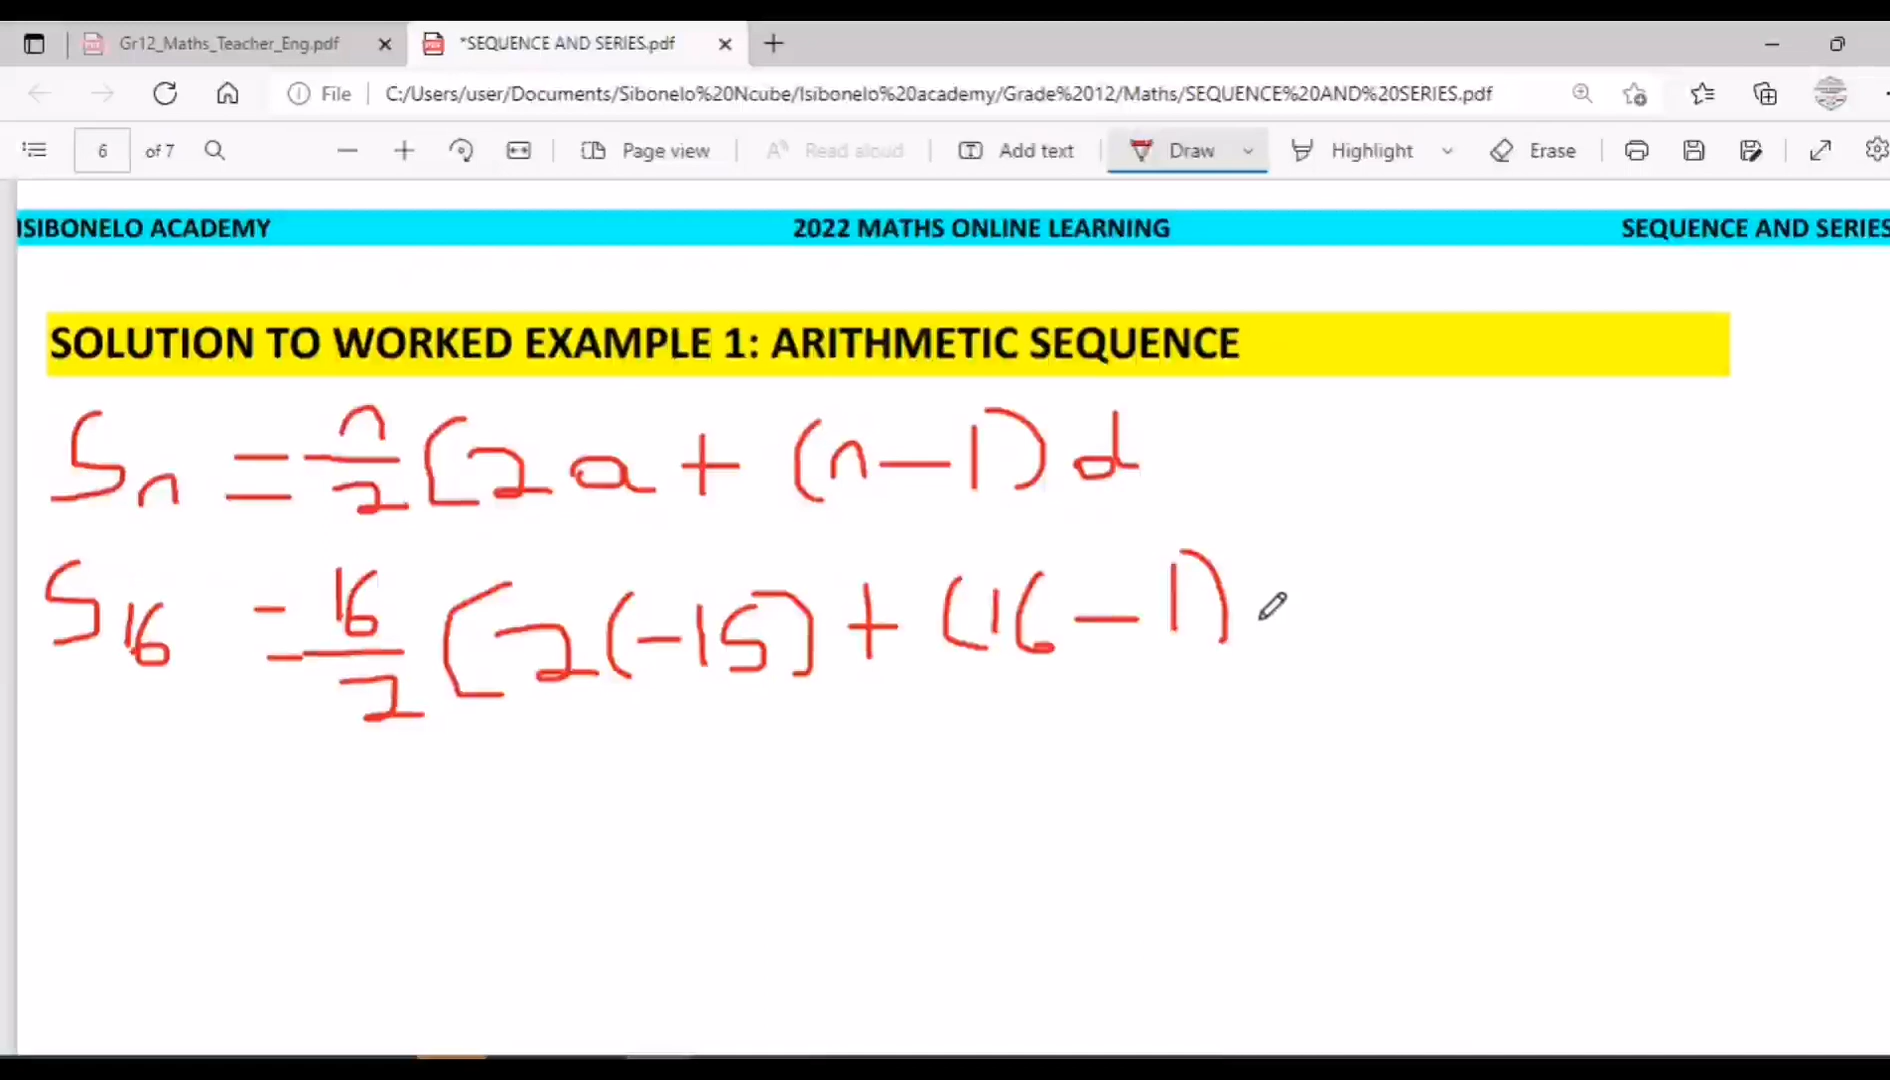 Gr12_Maths_Teacher_Eng.pdf
*SEQUENCE AND SERIES.pdf
File
C:/Users/user/Documents/Sibonelo%20Ncube/Isibonelo%20academy/Grade%2012/Maths/SEQUENCE%20AND%20SERIES.pdf
6 of 7
Page view
Read aloud
Add text
Draw
Highlight
Erase
ISIBONELO ACADEMY 2022 MATHS ONLINE LEARNING SEQUENCE AND SERIES
SOLUTION TO WORKED EXAMPLE 1: ARITHMETIC SEQUENCE
Sn = n/2 [2a + (n-1)d
S16 = 16/2 [2(-15) + (16-1)